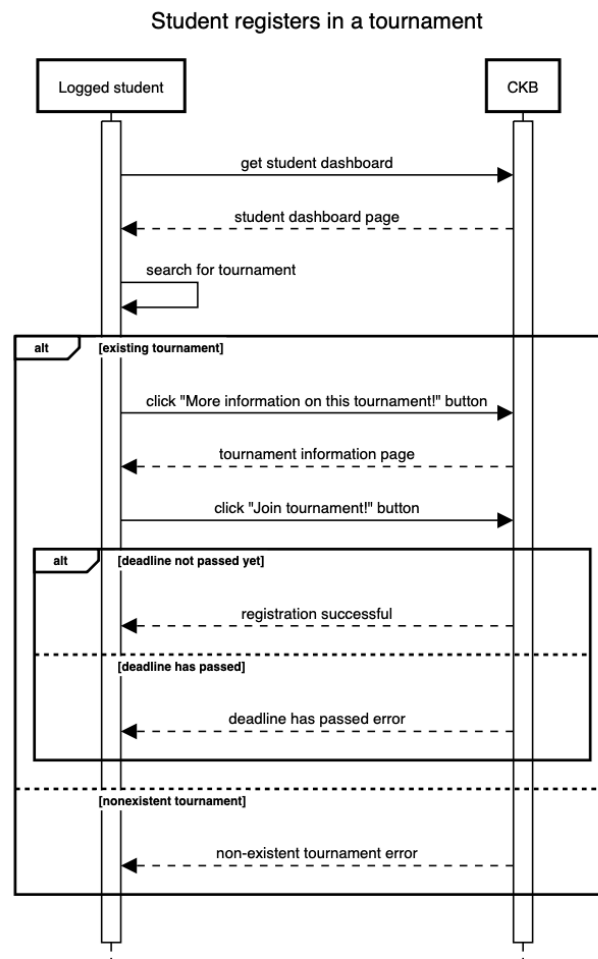 Student registers in a tournament
Logged student
CKB
get student dashboard
student dashboard page
search for tournament
alt
[existing tournament]
click "More information on this tournament!" button
tournament information page
click "Join tournament!" button
alt
[deadline not passed yet]
registration successful
[deadline has passed]
deadline has passed error
[nonexistent tournament]
non-existent tournament error